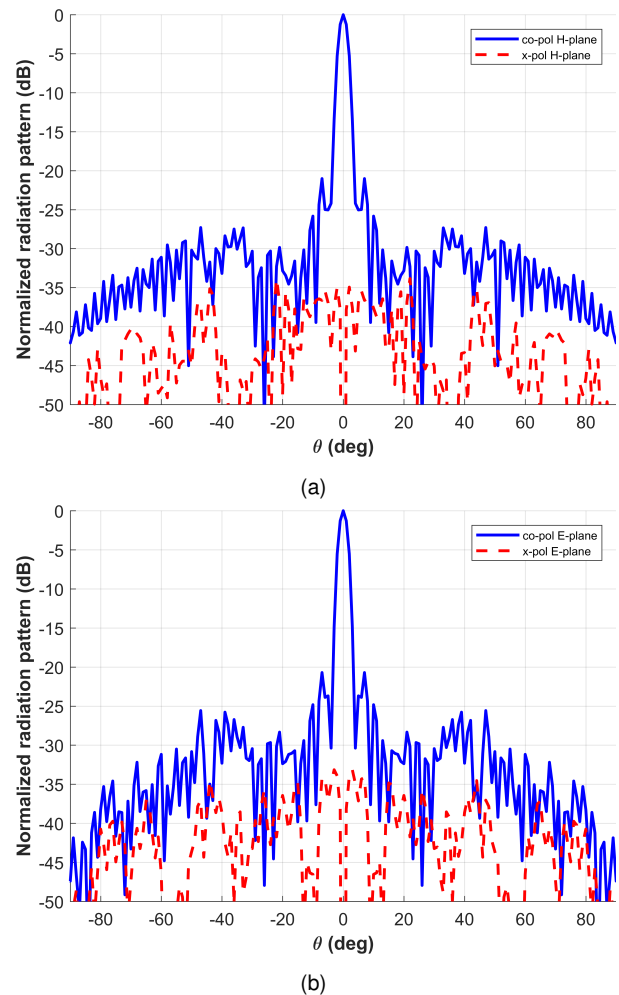 0
-5
-10
-15
-20
-25
-30
-35
-40
-45
-50
Normalized radiation pattern (dB)
co-pol H-plane
x-pol H-plane
-80 -60 -40 -20 0 20 40 60 80
θ (deg)
(a)
0
-5
-10
-15
-20
-25
-30
-35
-40
-45
-50
Normalized radiation pattern (dB)
co-pol E-plane
x-pol E-plane
-80 -60 -40 -20 0 20 40 60 80
θ (deg)
(b)